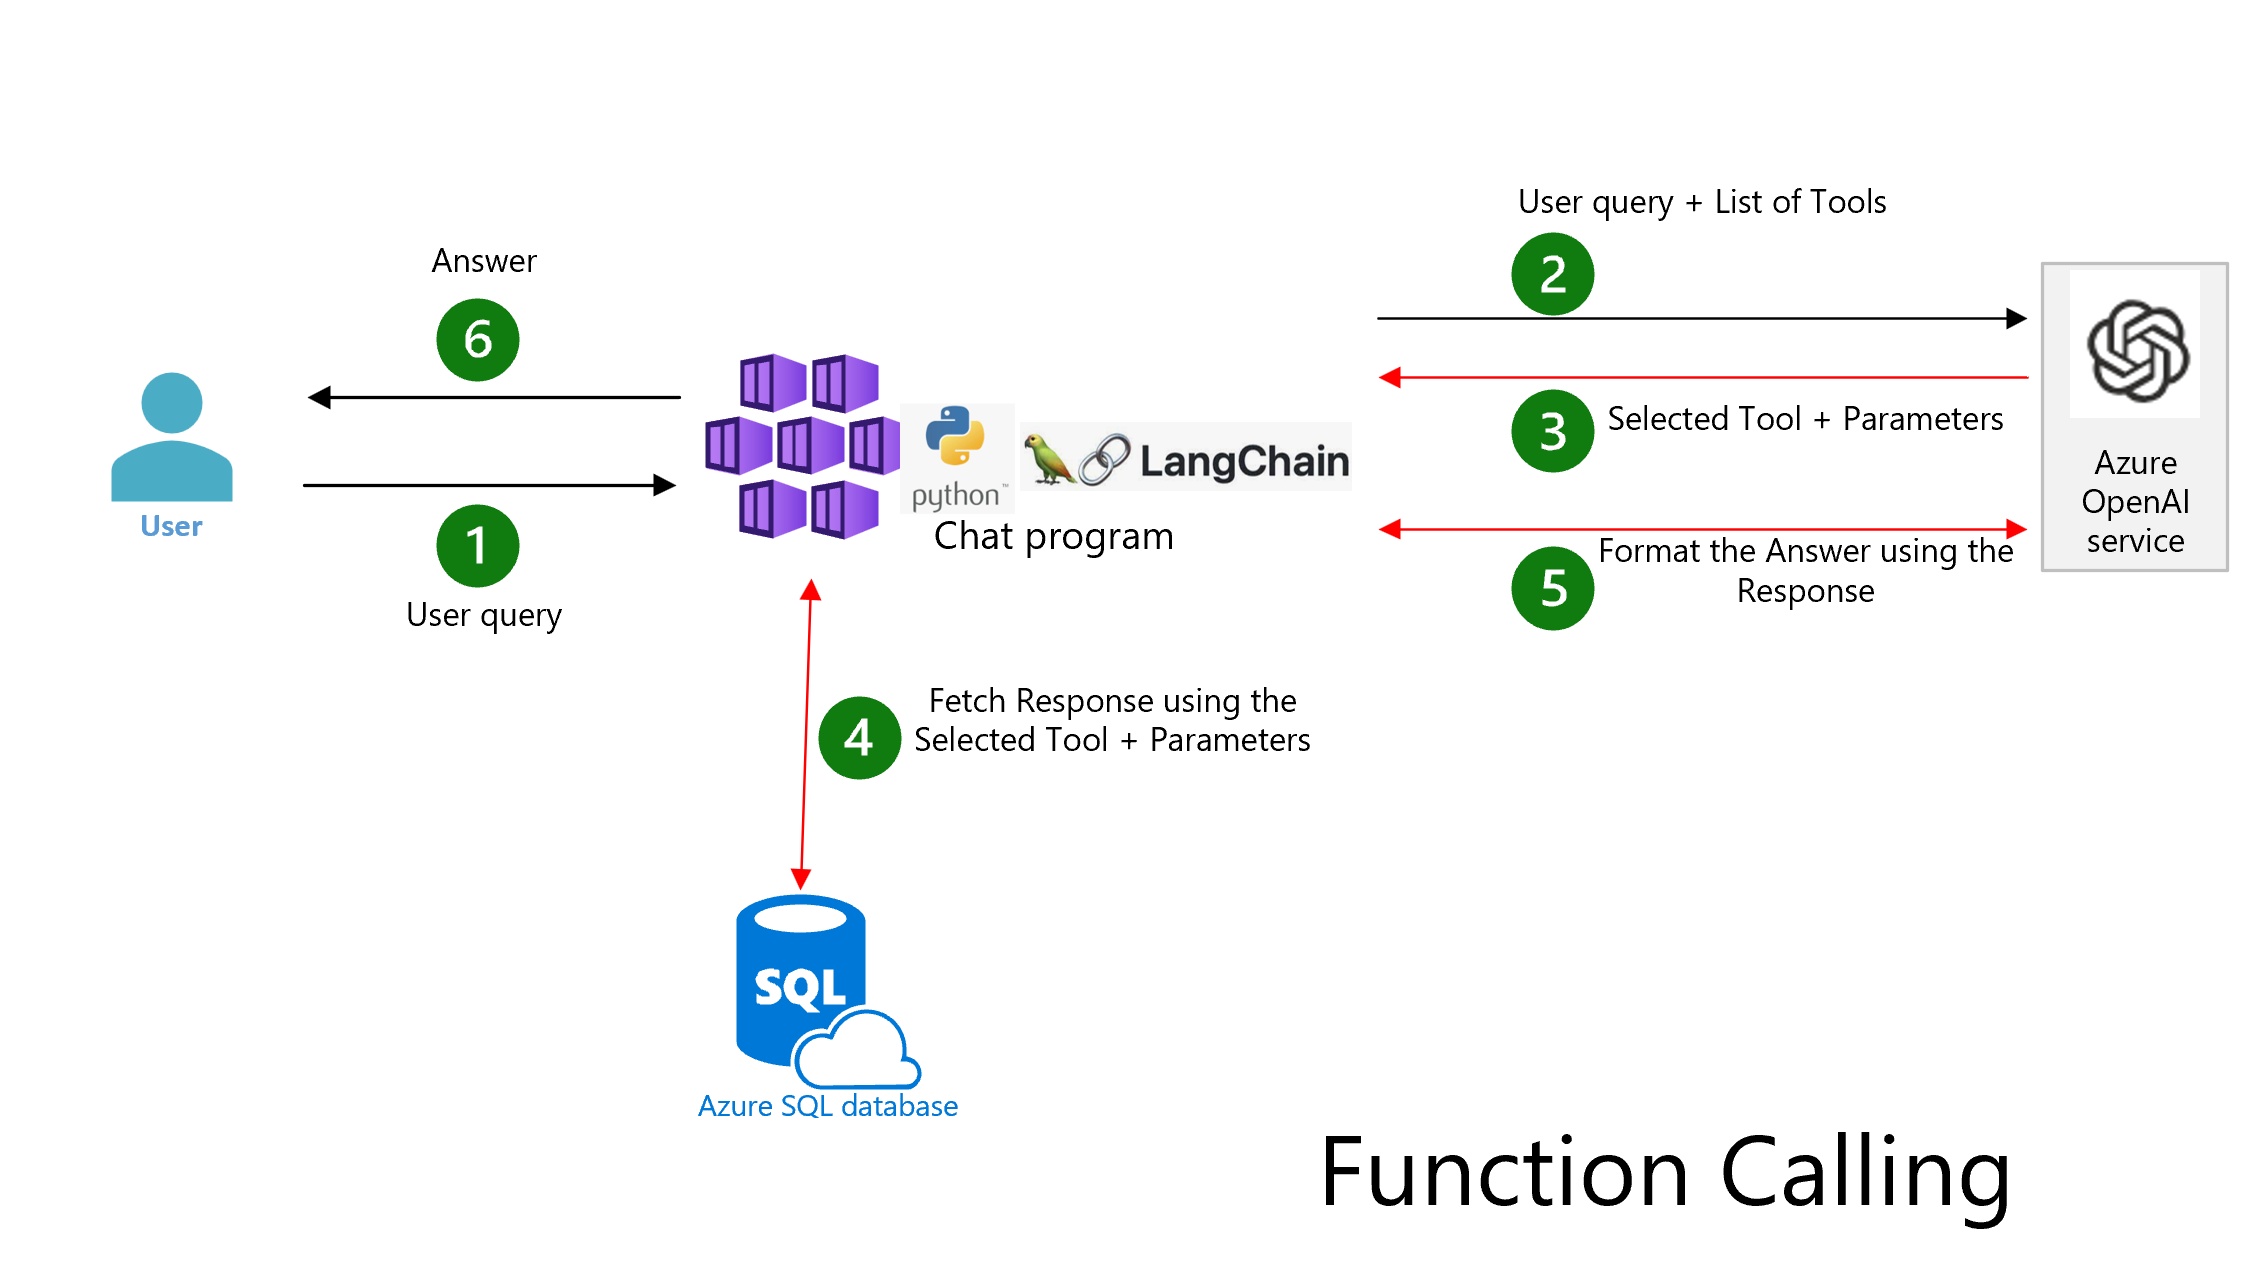 User query + List of Tools
2
Answer
6
3
Selected Tool + Parameters
python™
LangChain
Chat program
Azure
OpenAI
service
User
1
User query
5
Format the Answer using the
Response
4
Fetch Response using the
Selected Tool + Parameters
SQL
Azure SQL database
Function Calling